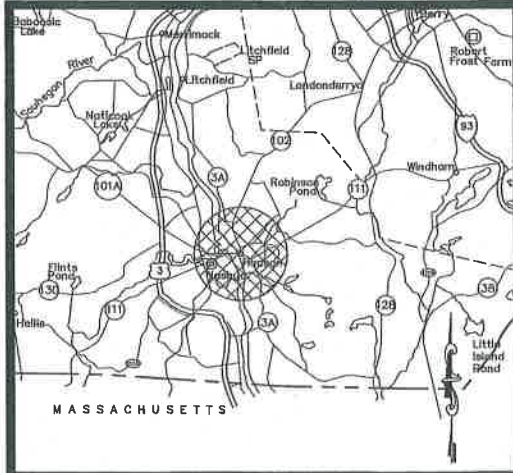 Baboosic
Lake
Merrimack
Derry
Litchfield
SP
128
Robert
Frost Farm
Souhegan River
Litchfield
Londonderry
Naticook
Lake
93
102
Windham
101A
3A
Robinson
Pond
111
Nashua
Hudson
3
Flints
Pond
130
111
Hollis
38
3A
128
Little
Island
Pond
MASSACHUSETTS